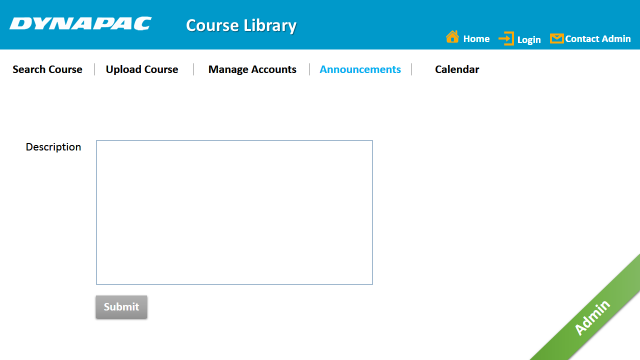 DYNAPAC
Course Library
Home
Login
Contact Admin
Search Course
Upload Course
Manage Accounts
Announcements
Calendar
Description
Submit
Admin